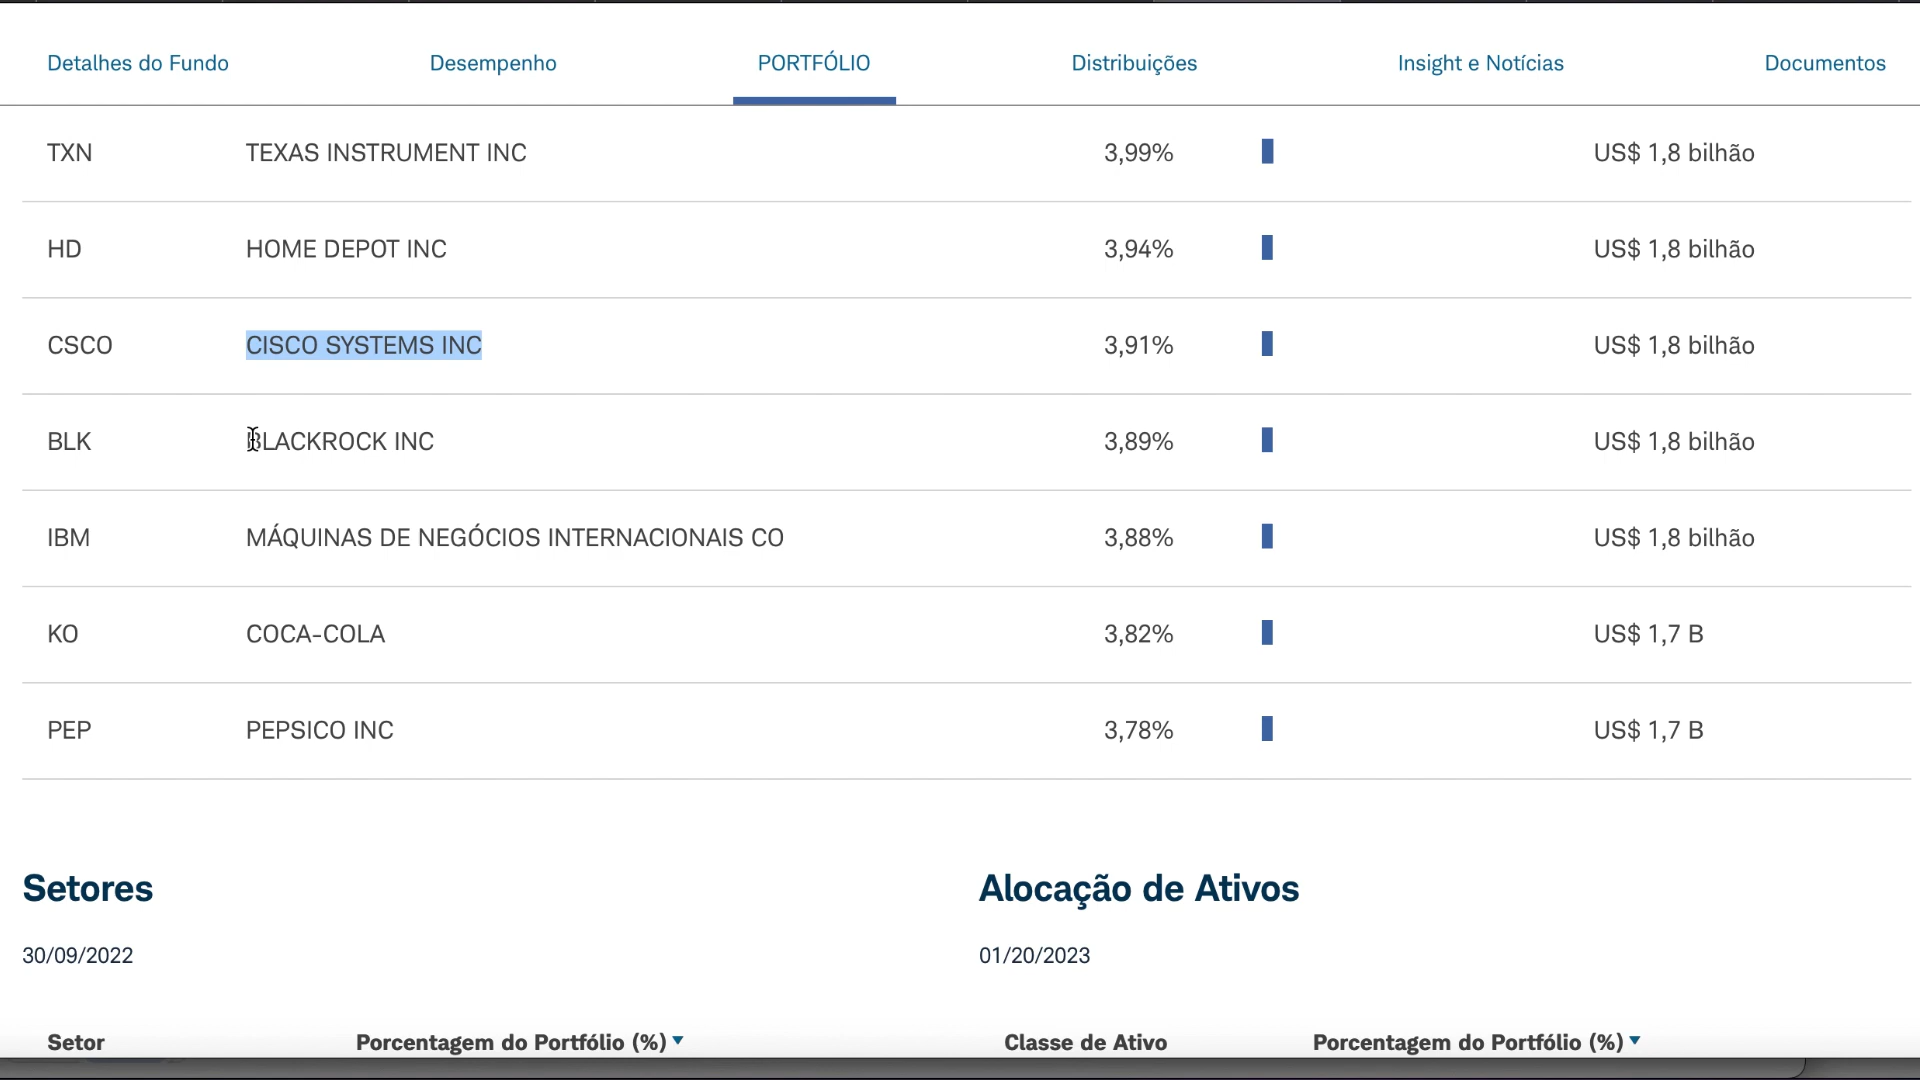 Detalhes do Fundo Desempenho PORTFÓLIO Distribuições Insight e Notícias Documentos
TXN TEXAS INSTRUMENT INC 3,99% US$ 1,8 bilhão
HD HOME DEPOT INC 3,94% US$ 1,8 bilhão
CSCO CISCO SYSTEMS INC 3,91% US$ 1,8 bilhão
BLK BLACKROCK INC 3,89% US$ 1,8 bilhão
IBM MÁQUINAS DE NEGÓCIOS INTERNACIONAIS CO 3,88% US$ 1,8 bilhão
KO COCA-COLA 3,82% US$ 1,7 B
PEP PEPSICO INC 3,78% US$ 1,7 B
Setores Alocação de Ativos
30/09/2022 01/20/2023
Setor Porcentagem do Portfólio (%) Classe de Ativo Porcentagem do Portfólio (%)